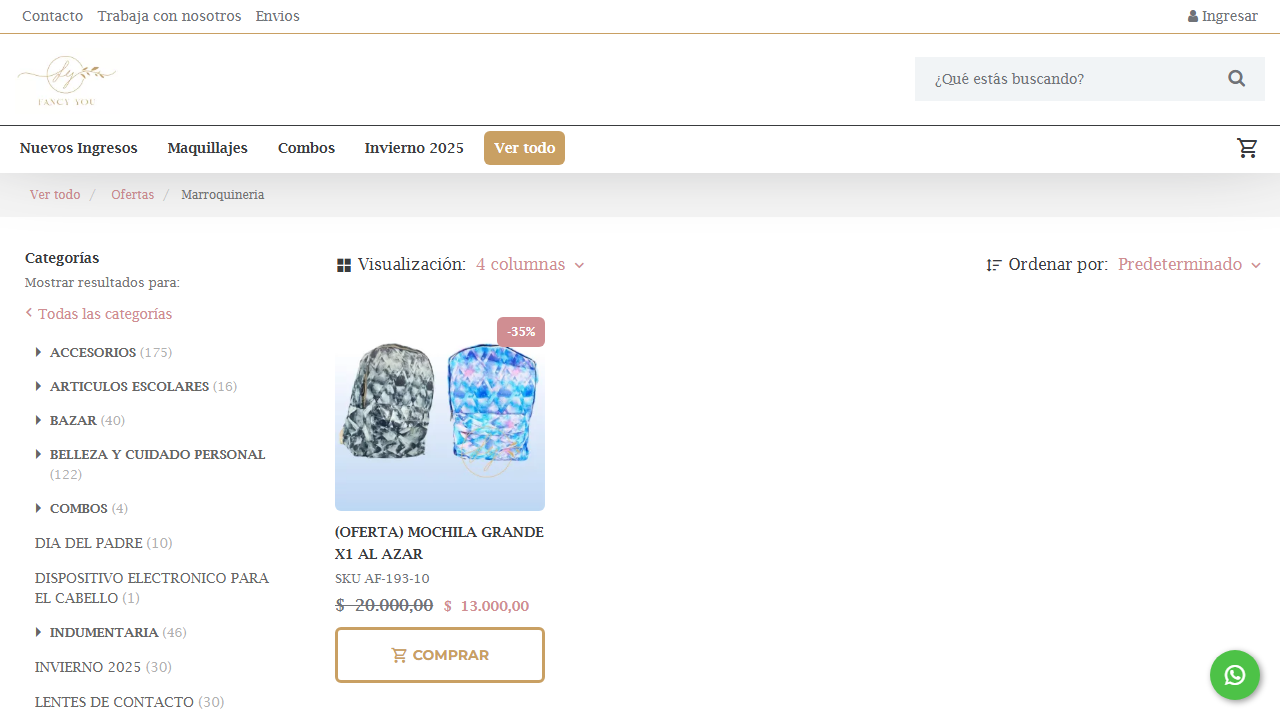 Contacto Trabaja con nosotros Envios
Ingresar
fy
FANCY YOU
¿Qué estás buscando?
Nuevos Ingresos Maquillajes Combos Invierno 2025 Ver todo
Ver todo / Ofertas / Marroquineria
Categorías
Mostrar resultados para:
Todas las categorías
ACCESORIOS (175)
ARTICULOS ESCOLARES (16)
BAZAR (40)
BELLEZA Y CUIDADO PERSONAL
(122)
COMBOS (4)
DIA DEL PADRE (10)
DISPOSITIVO ELECTRONICO PARA
EL CABELLO (1)
INDUMENTARIA (46)
INVIERNO 2025 (30)
LENTES DE CONTACTO (30)
Visualización: 4 columnas
Ordenar por: Predeterminado
-35%
(OFERTA) MOCHILA GRANDE
X1 AL AZAR
SKU AF-193-10
$ 20.000,00 $ 13.000,00
COMPRAR